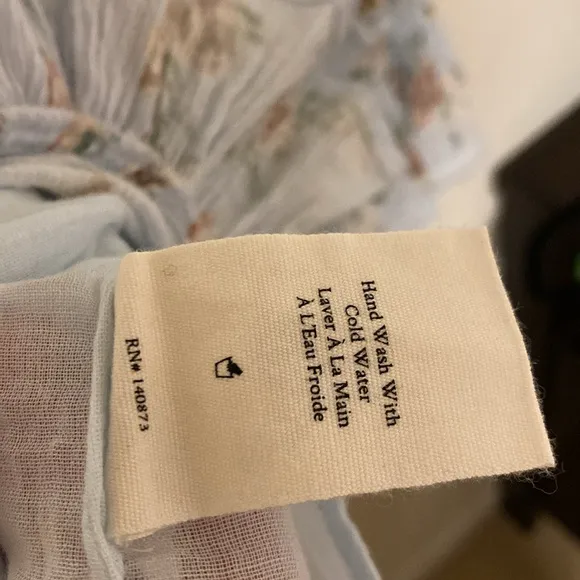 Hand Wash With
Cold Water
Laver À La Main
À L'Eau Froide
RN# 140873